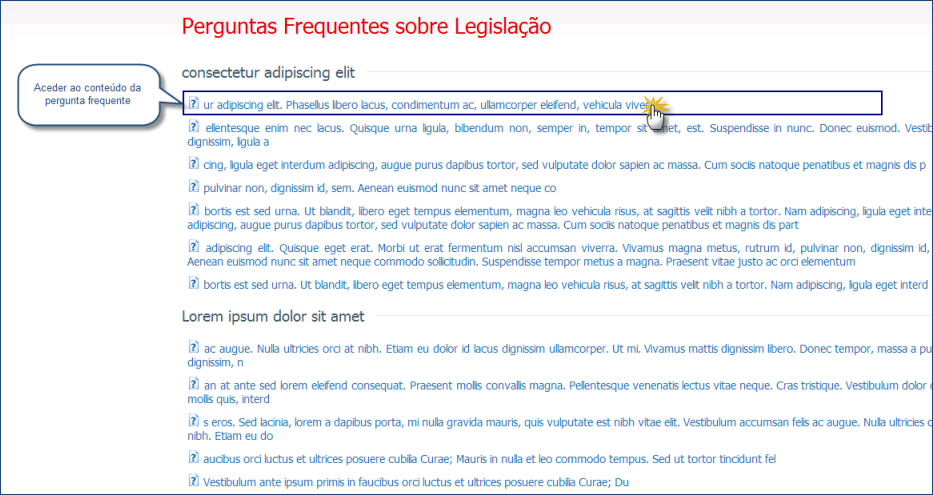 Perguntas Frequentes sobre Legislação
consectetur adipiscing elit
Aceder ao conteúdo da
pergunta frequente
ur adipiscing elit. Phasellus libero lacus, condimentum ac, ullamcorper eleifend, vehicula
ellentesque enim nec lacus. Quisque urna ligula, bibendum non, semper in, tempor sit amet, est. Suspendisse in nunc. Donec euismod.
dignissim, ligula a
cing, ligula eget interdum adipiscing, augue purus dapibus tortor, sed vulputate dolor sapien ac massa. Cum sociis natoque penatibus et magnis dis p
pulvinar non, dignissim id, sem. Aenean euismod nunc sit amet neque co
bortis est sed urna. Ut blandit, libero eget tempus elementum, magna leo vehicula risus, at sagittis velit nibh a tortor. Nam adipiscing, ligula eget inte
adipiscing, augue purus dapibus tortor, sed vulputate dolor sapien ac massa. Cum sociis natoque penatibus et magnis dis part
adipiscing elit. Quisque eget erat. Morbi ut erat fermentum nisl accumsan viverra. Vivamus magna metus, rutrum id, pulvinar non, dignissim id,
Aenean euismod nunc sit amet neque commodo sollicitudin. Suspendisse tempor metus a magna. Praesent vitae justo ac orci elementum
bortis est sed urna. Ut blandit, libero eget tempus elementum, magna leo vehicula risus, at sagittis velit nibh a tortor. Nam adipiscing, ligula eget interd
Lorem ipsum dolor sit amet
ac augue. Nulla ultricies orci at nibh. Etiam eu dolor id lacus dignissim ullamcorper. Ut mi. Vivamus mattis dignissim libero. Donec tempor, massa a pu
dignissim, n
an at ante sed lorem eleifend consequat. Praesent mollis convallis magna. Pellentesque venenatis lectus vitae neque. Cras tristique. Vestibulum dolor
mollis quis, interd
s eros. Sed lacinia, lorem a dapibus porta, mi nulla gravida mauris, quis vulputate est nibh vitae elit. Vestibulum accumsan felis ac augue. Nulla ultricies
nibh. Etiam eu do
aucibus orci luctus et ultrices posuere cubilia Curae; Mauris in nulla et leo commodo tempus. Sed ut tortor tincidunt fel
Vestibulum ante ipsum primis in faucibus orci luctus et ultrices posuere cubilia Curae; Du